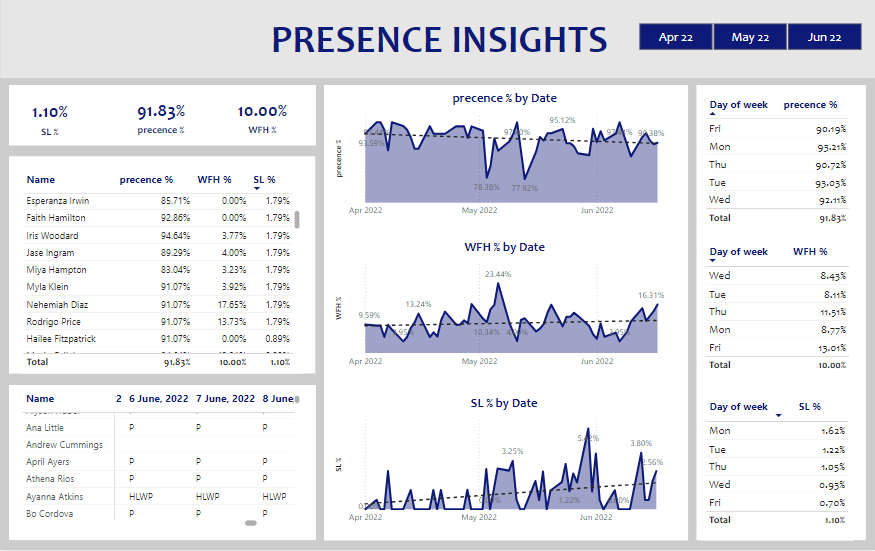 PRESENCE INSIGHTS
Apr 22 May 22 Jun 22
1.10% 91.83% 10.00%
SL % precence % WFH %
Name precence % WFH % SL %
Esperanza Irwin 85.71% 0.00% 1.79%
Faith Hamilton 92.86% 0.00% 1.79%
Iris Woodard 94.64% 3.77% 1.79%
Jase Ingram 89.29% 4.00% 1.79%
Miya Hampton 83.04% 3.23% 1.79%
Myla Klein 91.07% 3.92% 1.79%
Nehemiah Diaz 91.07% 17.65% 1.79%
Rodrigo Price 91.07% 13.73% 1.79%
Hailee Fitzpatrick 91.07% 0.00% 0.89%
Total 91.83% 10.00% 1.10%
Name 2 6 June, 2022 7 June, 2022 8 June,
Ana Little P P P
Andrew Cummings
April Ayers P P P
Athena Rios P P P
Ayanna Atkins HLWP HLWP HLWP
Bo Cordova P P P
precence % by Date
precence %
95.12%
93.59%
90.38%
78.38%
77.92%
Apr 2022 May 2022 Jun 2022
WFH % by Date
WFH %
23.44%
16.31%
13.24%
9.59%
10.34%
Apr 2022 May 2022 Jun 2022
SL % by Date
SL %
3.80%
3.25%
2.56%
1.22%
Apr 2022 May 2022 Jun 2022
Day of week precence %
Fri 90.19%
Mon 93.21%
Thu 90.72%
Tue 93.03%
Wed 92.11%
Total 91.83%
Day of week WFH %
Wed 8.43%
Tue 8.11%
Thu 11.51%
Mon 8.77%
Fri 13.01%
Total 10.00%
Day of week SL %
Mon 1.62%
Tue 1.22%
Thu 1.05%
Wed 0.93%
Fri 0.70%
Total 1.10%